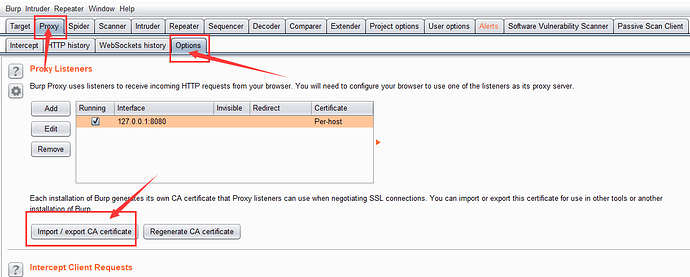 Burp Intruder Repeater Window Help
Target Proxy Spider Scanner Intruder Repeater Sequencer Decoder Comparer Extender Project options User options Alerts Software Vulnerability Scanner Passive Scan Client
Intercept HTTP history WebSockets history Options
? Proxy Listeners
Burp Proxy uses listeners to receive incoming HTTP requests from your browser. You will need to configure your browser to use one of the listeners as its proxy server.
Add Running Interface Invisible Redirect Certificate
127.0.0.1:8080 Per-host
Edit
Remove
Each installation of Burp generates its own CA certificate that Proxy listeners can use when negotiating SSL connections. You can import or export this certificate for use in other tools or another
installation of Burp.
Import / export CA certificate Regenerate CA certificate
? Intercept Client Requests